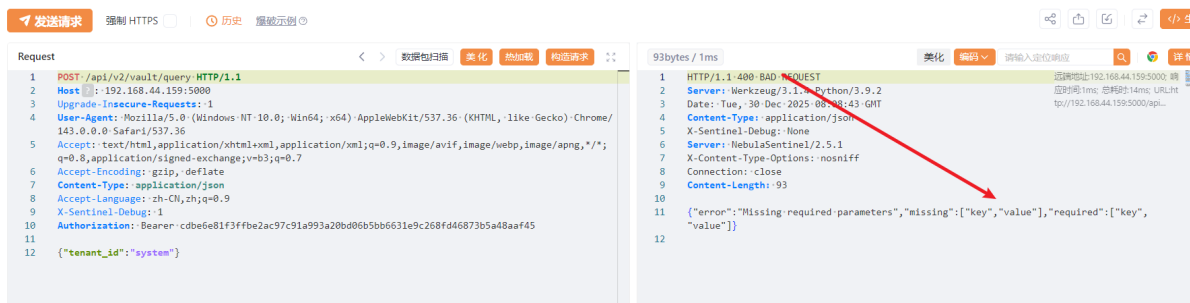 发送请求 强制 HTTPS 历史 爆破示例
Request 数据包扫描 美化 热加载 构造请求
1 POST /api/v2/vault/query HTTP/1.1
2 Host ? : 192.168.44.159:5000
3 Upgrade-Insecure-Requests: 1
4 User-Agent: Mozilla/5.0 (Windows NT 10.0; Win64; x64) AppleWebKit/537.36 (KHTML, like Gecko) Chrome/
143.0.0.0 Safari/537.36
5 Accept: text/html,application/xhtml+xml,application/xml;q=0.9,image/avif,image/webp,image/apng,*/*;
q=0.8,application/signed-exchange;v=b3;q=0.7
6 Accept-Encoding: gzip, deflate
7 Content-Type: application/json
8 Accept-Language: zh-CN,zh;q=0.9
9 X-Sentinel-Debug: 1
10 Authorization: Bearer cdbe6e81f3ffbe2ac97c91a993a20bd06b5bb6631e9c268fd46873b5a48aaf45
11
12 {"tenant_id":"system"}
93bytes / 1ms 美化 编码 请输入定位响应
1 HTTP/1.1 400 BAD REQUEST
2 Server: Werkzeug/3.1.4 Python/3.9.2
3 Date: Tue, 30 Dec 2025 08:08:43 GMT
4 Content-Type: application/json
5 X-Sentinel-Debug: None
6 Server: NebulaSentinel/2.5.1
7 X-Content-Type-Options: nosniff
8 Connection: close
9 Content-Length: 93
10
11 {"error":"Missing required parameters","missing":["key","value"],"required":["key",
"value"]}
12
远端地址:192.168.44.159:5000; 响
应时间:1ms; 总耗时:14ms; URL:ht
tp://192.168.44.159:5000/api...